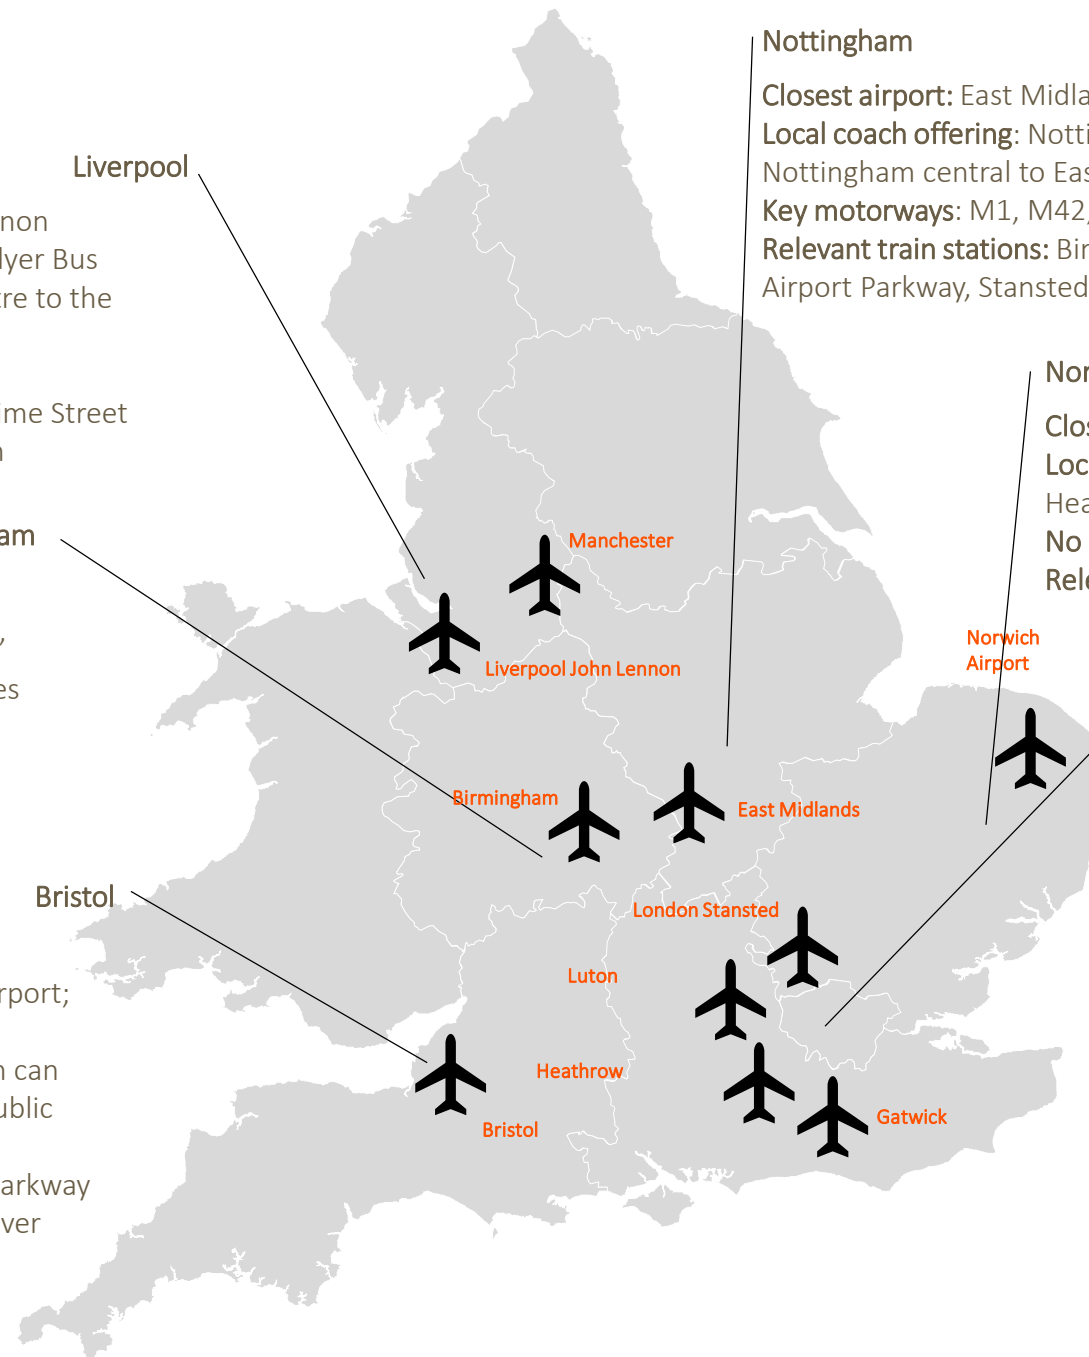 Nottingham
Closest airport: East Midla
Local coach offering: Notti
Nottingham central to Eas
Key motorways: M1, M42,
Relevant train stations: Bir
Airport Parkway, Stansted
Liverpool
non
lyer Bus
tre to the
ime Street
n
am
,
es
Nor
Clos
Loc
Hea
No
Rele
Manchester
Liverpool John Lennon
Norwich
Airport
Birmingham
East Midlands
London Stansted
Luton
Heathrow
Gatwick
Bristol
Bristol
rport;
n can
ublic
arkway
ver